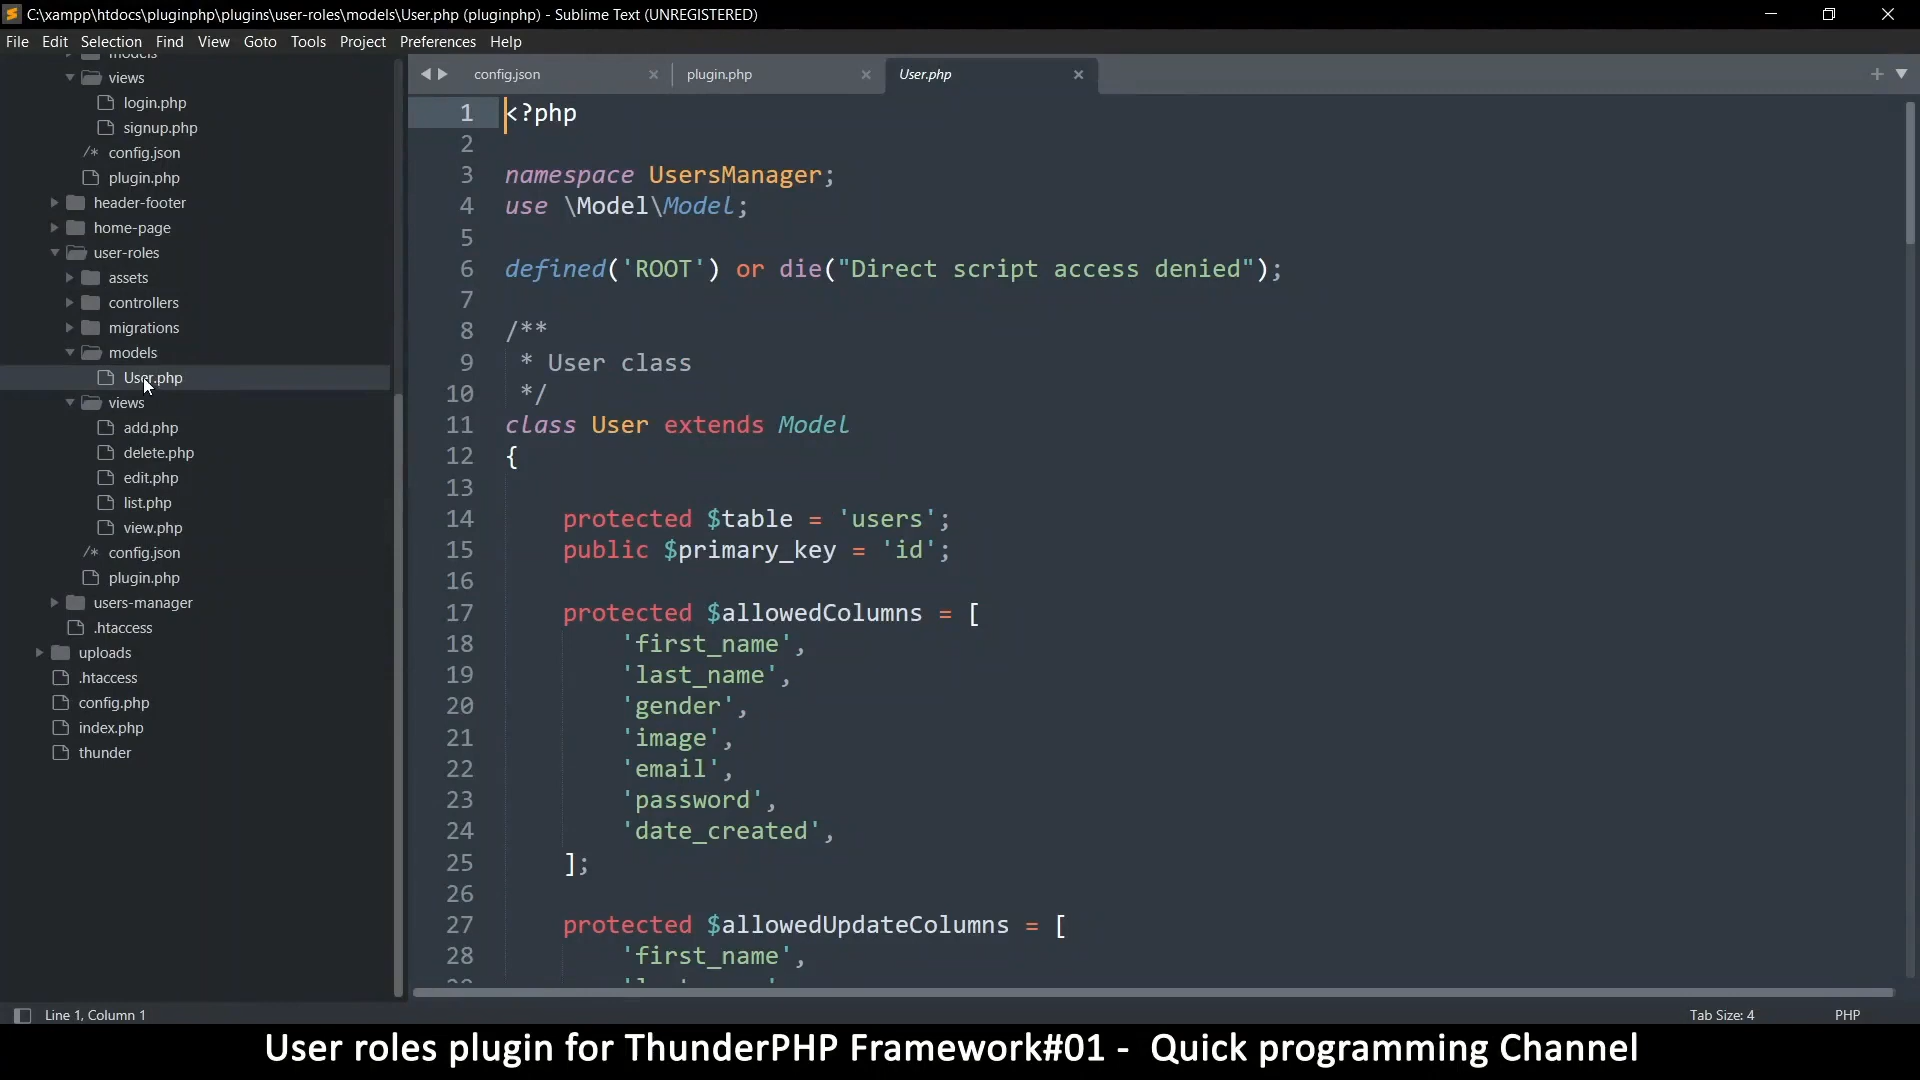 C:\xampp\htdocs\pluginphp\plugins\user-roles\models\User.php (pluginphp) - Sublime Text (UNREGISTERED)
File Edit Selection Find View Goto Tools Project Preferences Help
models
views
login.php
signup.php
/* config.json
plugin.php
header-footer
home-page
user-roles
assets
controllers
migrations
models
User.php
views
add.php
delete.php
edit.php
list.php
view.php
/* config.json
plugin.php
users-manager
.htaccess
uploads
.htaccess
config.php
index.php
thunder
config.json plugin.php User.php
1 <?php
2
3 namespace UsersManager;
4 use \Model\Model;
5
6 defined('ROOT') or die("Direct script access denied");
7
8 /**
9 * User class
10 */
11 class User extends Model
12 {
13
14 protected $table = 'users';
15 public $primary_key = 'id';
16
17 protected $allowedColumns = [
18 'first_name',
19 'last_name',
20 'gender',
21 'image',
22 'email',
23 'password',
24 'date_created',
25 ];
26
27 protected $allowedUpdateColumns = [
28 'first_name',
Line 1, Column 1 Tab Size: 4 PHP
User roles plugin for ThunderPHP Framework#01 - Quick programming Channel